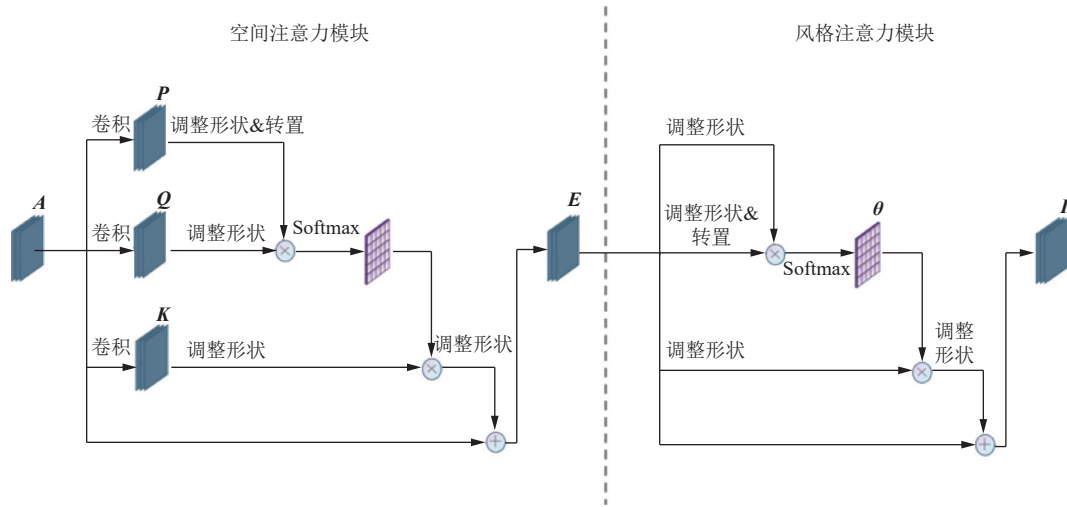 空间注意力模块
风格注意力模块
P
卷积
调整形状&转置
A
Q
卷积
调整形状
Softmax
K
卷积
调整形状
调整形状
E
调整形状
调整形状&
转置
Softmax
θ
调整形状
调整
形状